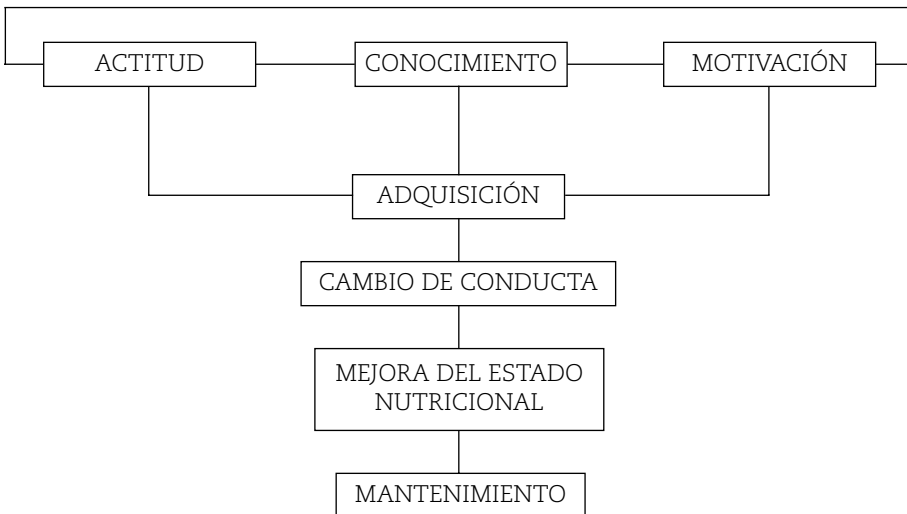 ACTITUD
CONOCIMIENTO
MOTIVACIÓN
ADQUISICIÓN
CAMBIO DE CONDUCTA
MEJORA DEL ESTADO
NUTRICIONAL
MANTENIMIENTO